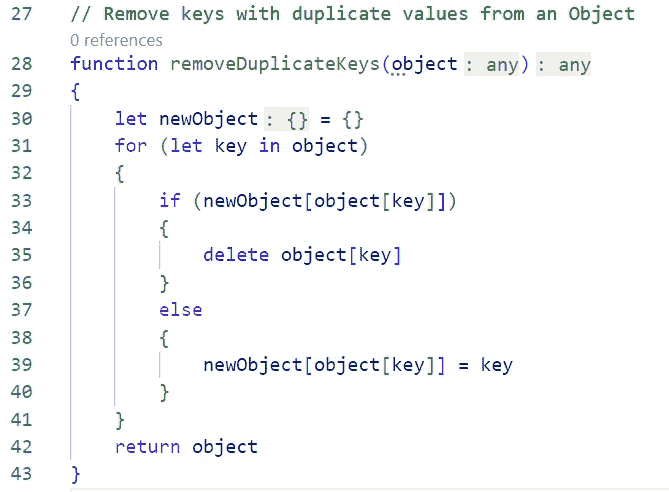 27 // Remove keys with duplicate values from an Object
0 references
28 function removeDuplicateKeys(object : any) : any
29 {
30 let newObject : {} = {}
31 for (let key in object)
32 {
33 if (newObject[object[key]])
34 {
35 delete object[key]
36 }
37 else
38 {
39 newObject[object[key]] = key
40 }
41 }
42 return object
43 }